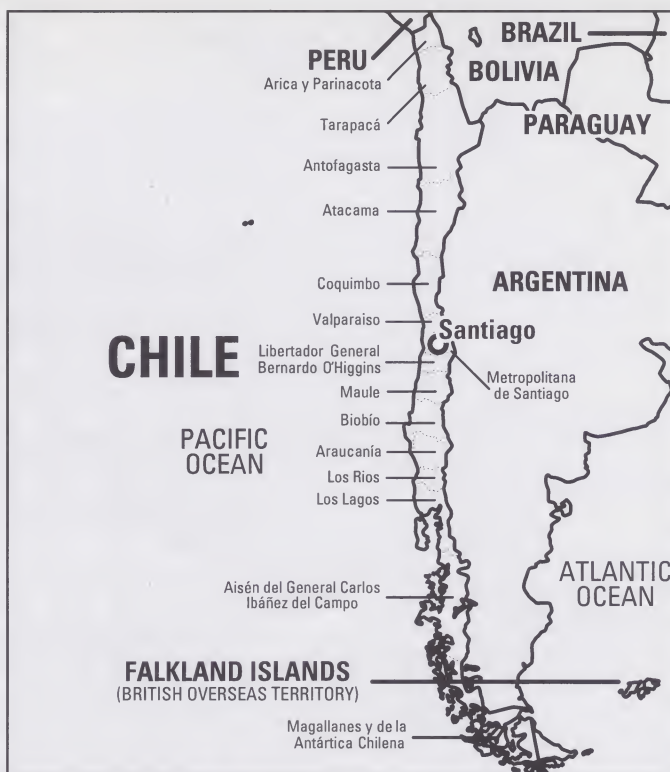 BRAZIL
PERU
BOLIVIA
Arica y Parinacota
PARAGUAY
Tarapacá
Antofagasta
Atacama
ARGENTINA
Coquimbo
Valparaiso
Santiago
CHILE
Libertador General
Bernardo O'Higgins
Metropolitana
de Santiago
Maule
Biobío
PACIFIC
OCEAN
Araucanía
Los Rios
Los Lagos
ATLANTIC
OCEAN
Aisén del General Carlos
Ibáñez del Campo
FALKLAND ISLANDS
(BRITISH OVERSEAS TERRITORY)
Magallanes y de la
Antártica Chilena